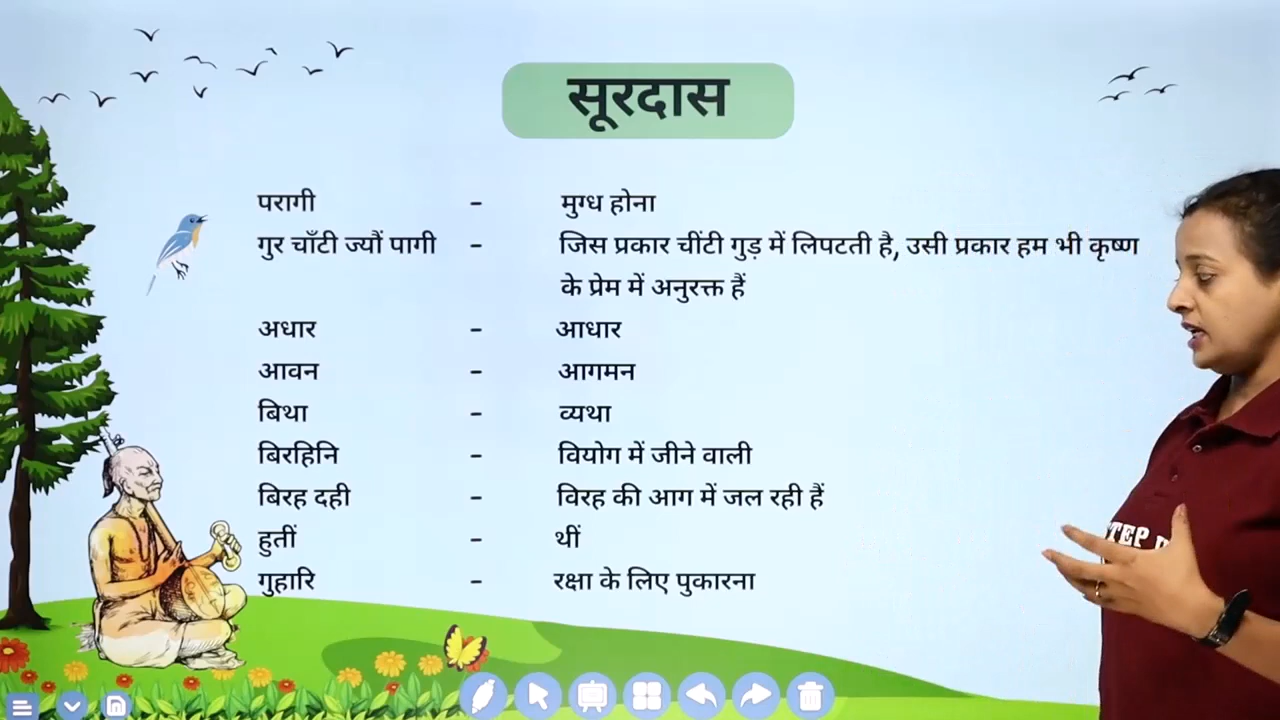 सूरदास
परागी - मुग्ध होना
गुर चाँटी ज्यौं पागी - जिस प्रकार चींटी गुड़ में लिपटती है, उसी प्रकार हम भी कृष्ण
के प्रेम में अनुरक्त हैं
अधार - आधार
आवन - आगमन
बिथा - व्यथा
बिरहिनि - वियोग में जीने वाली
बिरह दही - विरह की आग में जल रही हैं
हुतीं - थीं
गुहारि - रक्षा के लिए पुकारना